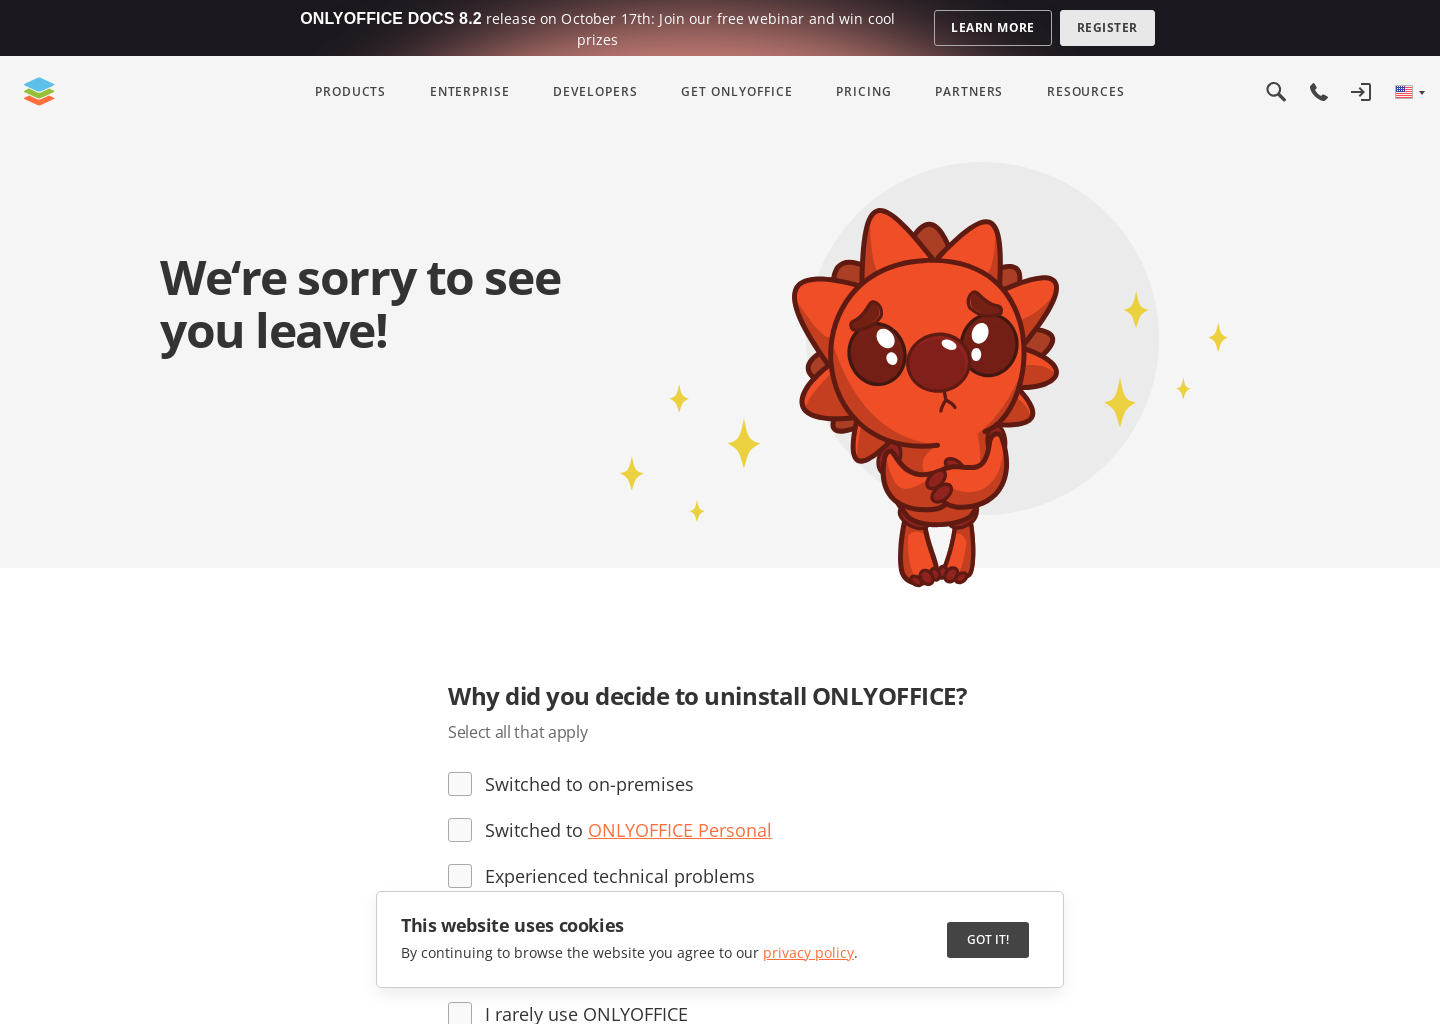 ONLYOFFICE DOCS 8.2 release on October 17th: Join our free webinar and win cool
prizes
LEARN MORE
REGISTER
PRODUCTS
ENTERPRISE
DEVELOPERS
GET ONLYOFFICE
PRICING
PARTNERS
RESOURCES
We‘re sorry to see
you leave!
Why did you decide to uninstall ONLYOFFICE?
Select all that apply
Switched to on-premises
Switched to ONLYOFFICE Personal
Experienced technical problems
This website uses cookies
By continuing to browse the website you agree to our privacy policy.
GOT IT!
I rarely use ONLYOFFICE